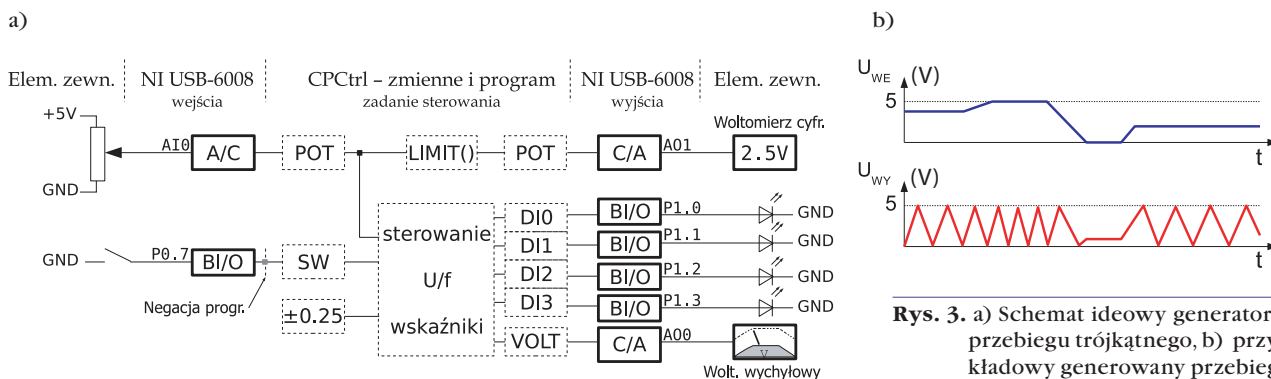 a)
b)
Elem. zewn.
NI USB-6008
wejścia
CPCtrl – zmienne i program
zadanie sterowania
NI USB-6008
wyjścia
Elem. zewn.
+5V
AI0
A/C
POT
LIMIT()
POT
C/A
AO1
Woltomierz cyfr.
2.5V
GND
GND
P0.7
BI/O
SW
Negacja progr.
±0.25
sterowanie
U/f
wskaźniki
DI0
BI/O
P1.0
GND
DI1
BI/O
P1.1
GND
DI2
BI/O
P1.2
GND
DI3
BI/O
P1.3
GND
VOLT
C/A
AO0
V
Wolt. wychyłowy
U WE (V)
5
t
U WY (V)
5
t
Rys. 3. a) Schemat ideowy generator
przebiegu trójkątnego, b) przy
kładowy generowany przebieg